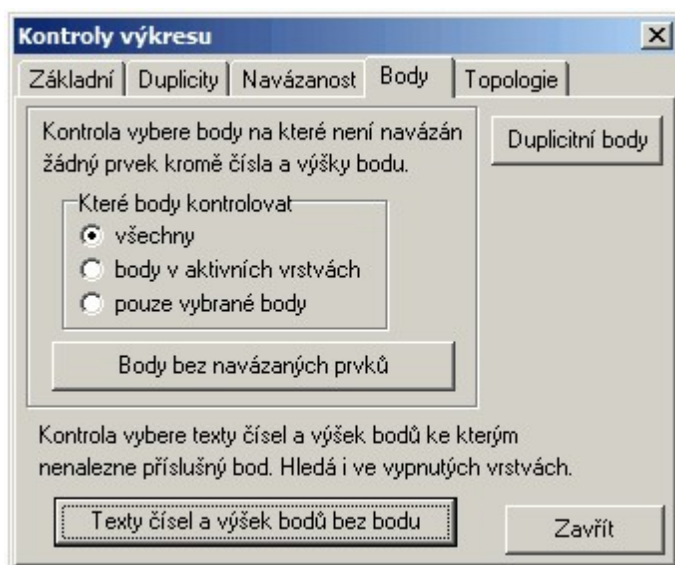 Kontroly výkresu
Základní Duplicity Navázanost Body Topologie
Kontrola vybere body na které není navázán
žádný prvek kromě čísla a výšky bodu.
Duplicitní body
Které body kontrolovat
všechny
body v aktivních vrstvách
pouze vybrané body
Body bez navázaných prvků
Kontrola vybere texty čísel a výšek bodů ke kterým
nenalezne příslušný bod. Hledá i ve vypnutých vrstvách.
Texty čísel a výšek bodů bez bodu
Zavřít